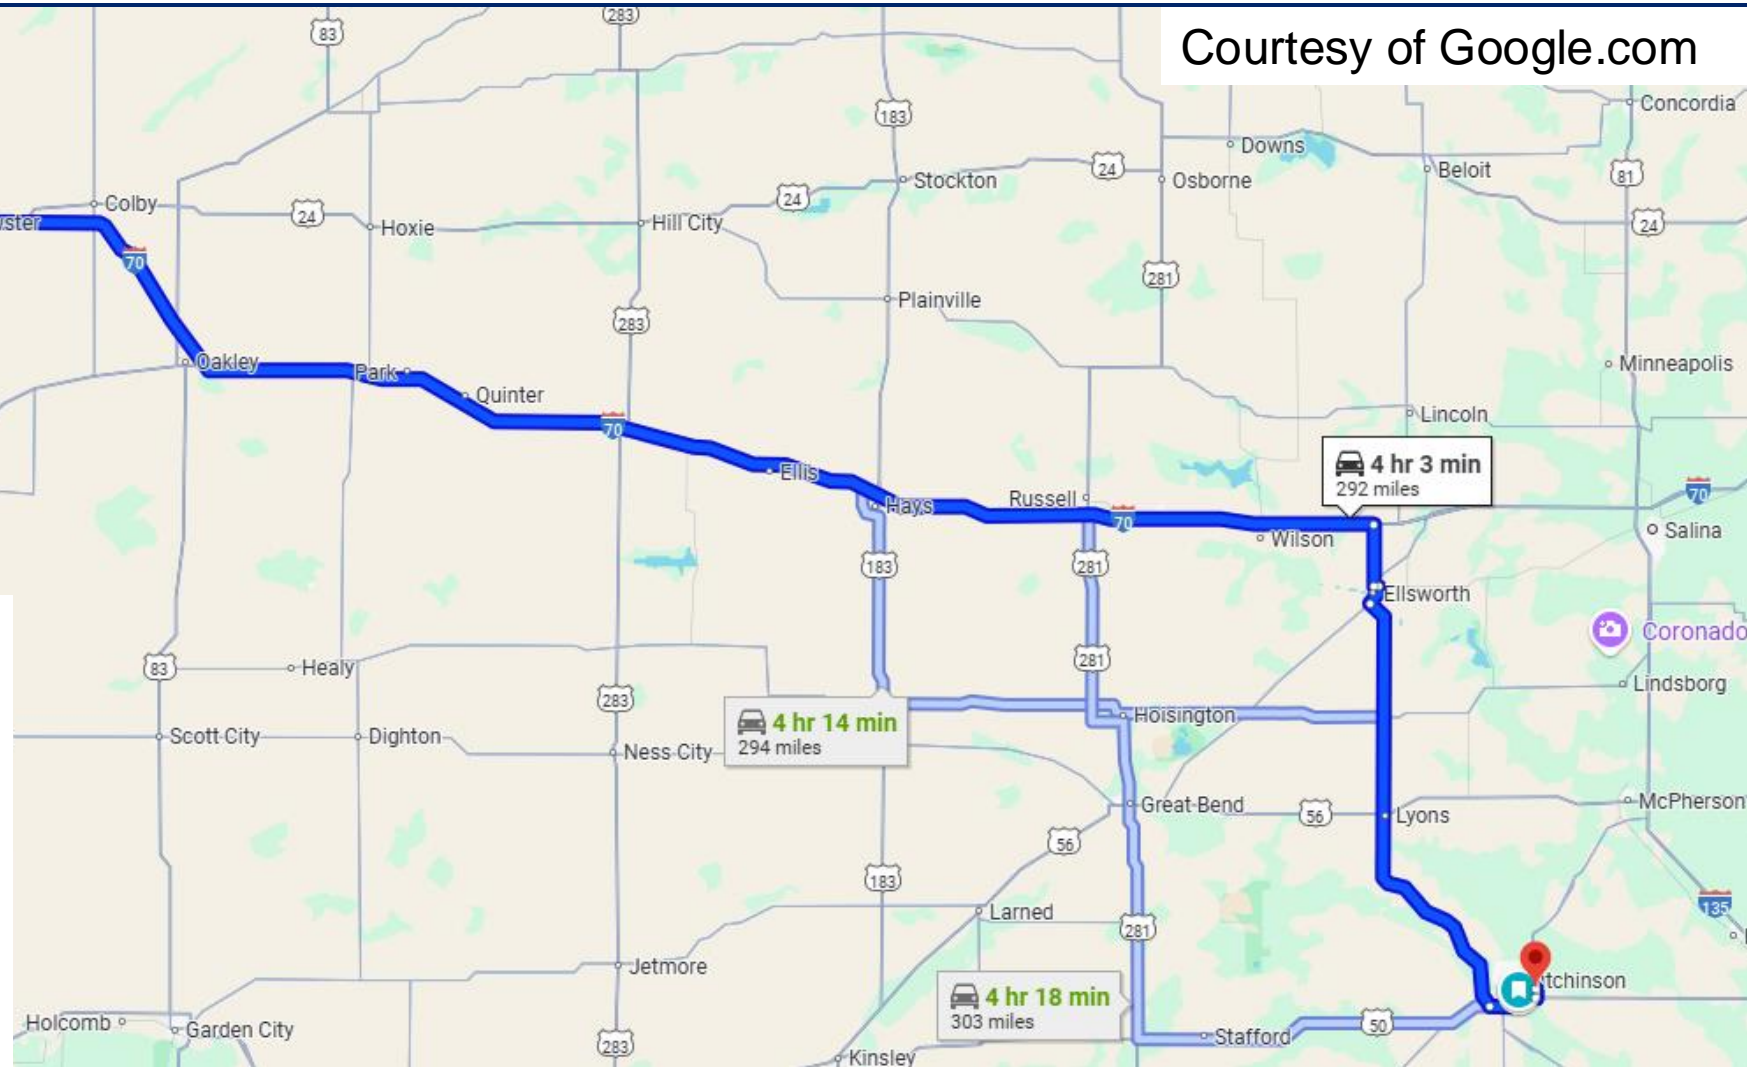 Courtesy of Google.com
83
283
183
Concordia
Downs
24
Beloit
81
Stockton
24
Osborne
Colby
24
Hoxie
Hill City
24
ster
70
281
Plainville
283
Oakley
Park
Quinter
Minneapolis
Lincoln
70
Ellis
4 hr 3 min
292 miles
70
Hays
Russell
70
Wilson
Salina
183
281
Ellsworth
Coronado
83
Healy
281
Lindsborg
283
4 hr 14 min
294 miles
Hoisington
Scott City
Dighton
Ness City
Great Bend
56
Lyons
McPherson
56
183
Larned
281
135
Jetmore
tchinson
4 hr 18 min
303 miles
Holcomb
Garden City
50
Stafford
283
Kinsley